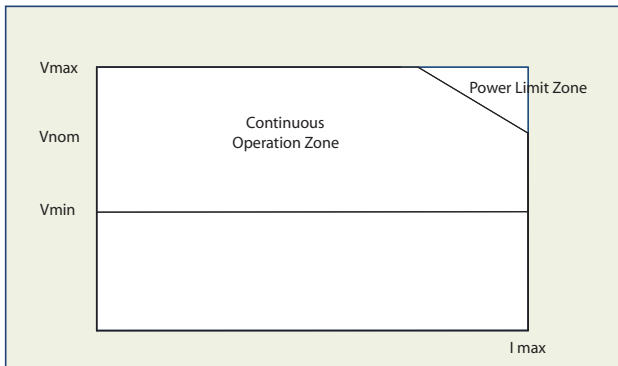 Vmax
Power Limit Zone
Continuous
Operation Zone
Vnom
Vmin
I max